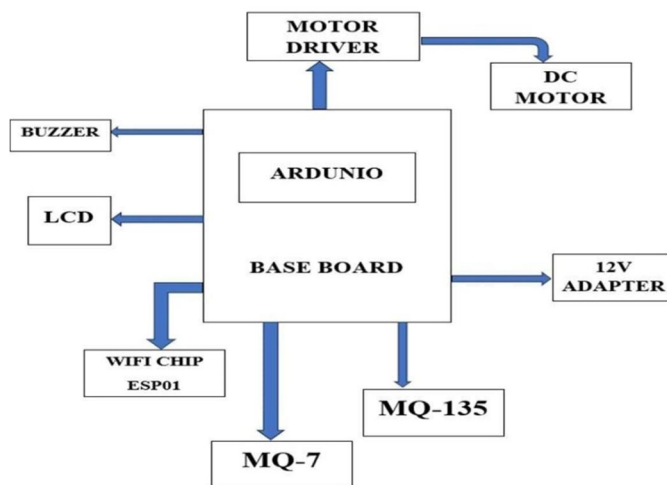 MOTOR
DRIVER
DC
MOTOR
BUZZER
ARDUNIO
LCD
BASE BOARD
12V
ADAPTER
WIFI CHIP
ESP01
MQ-135
MQ-7